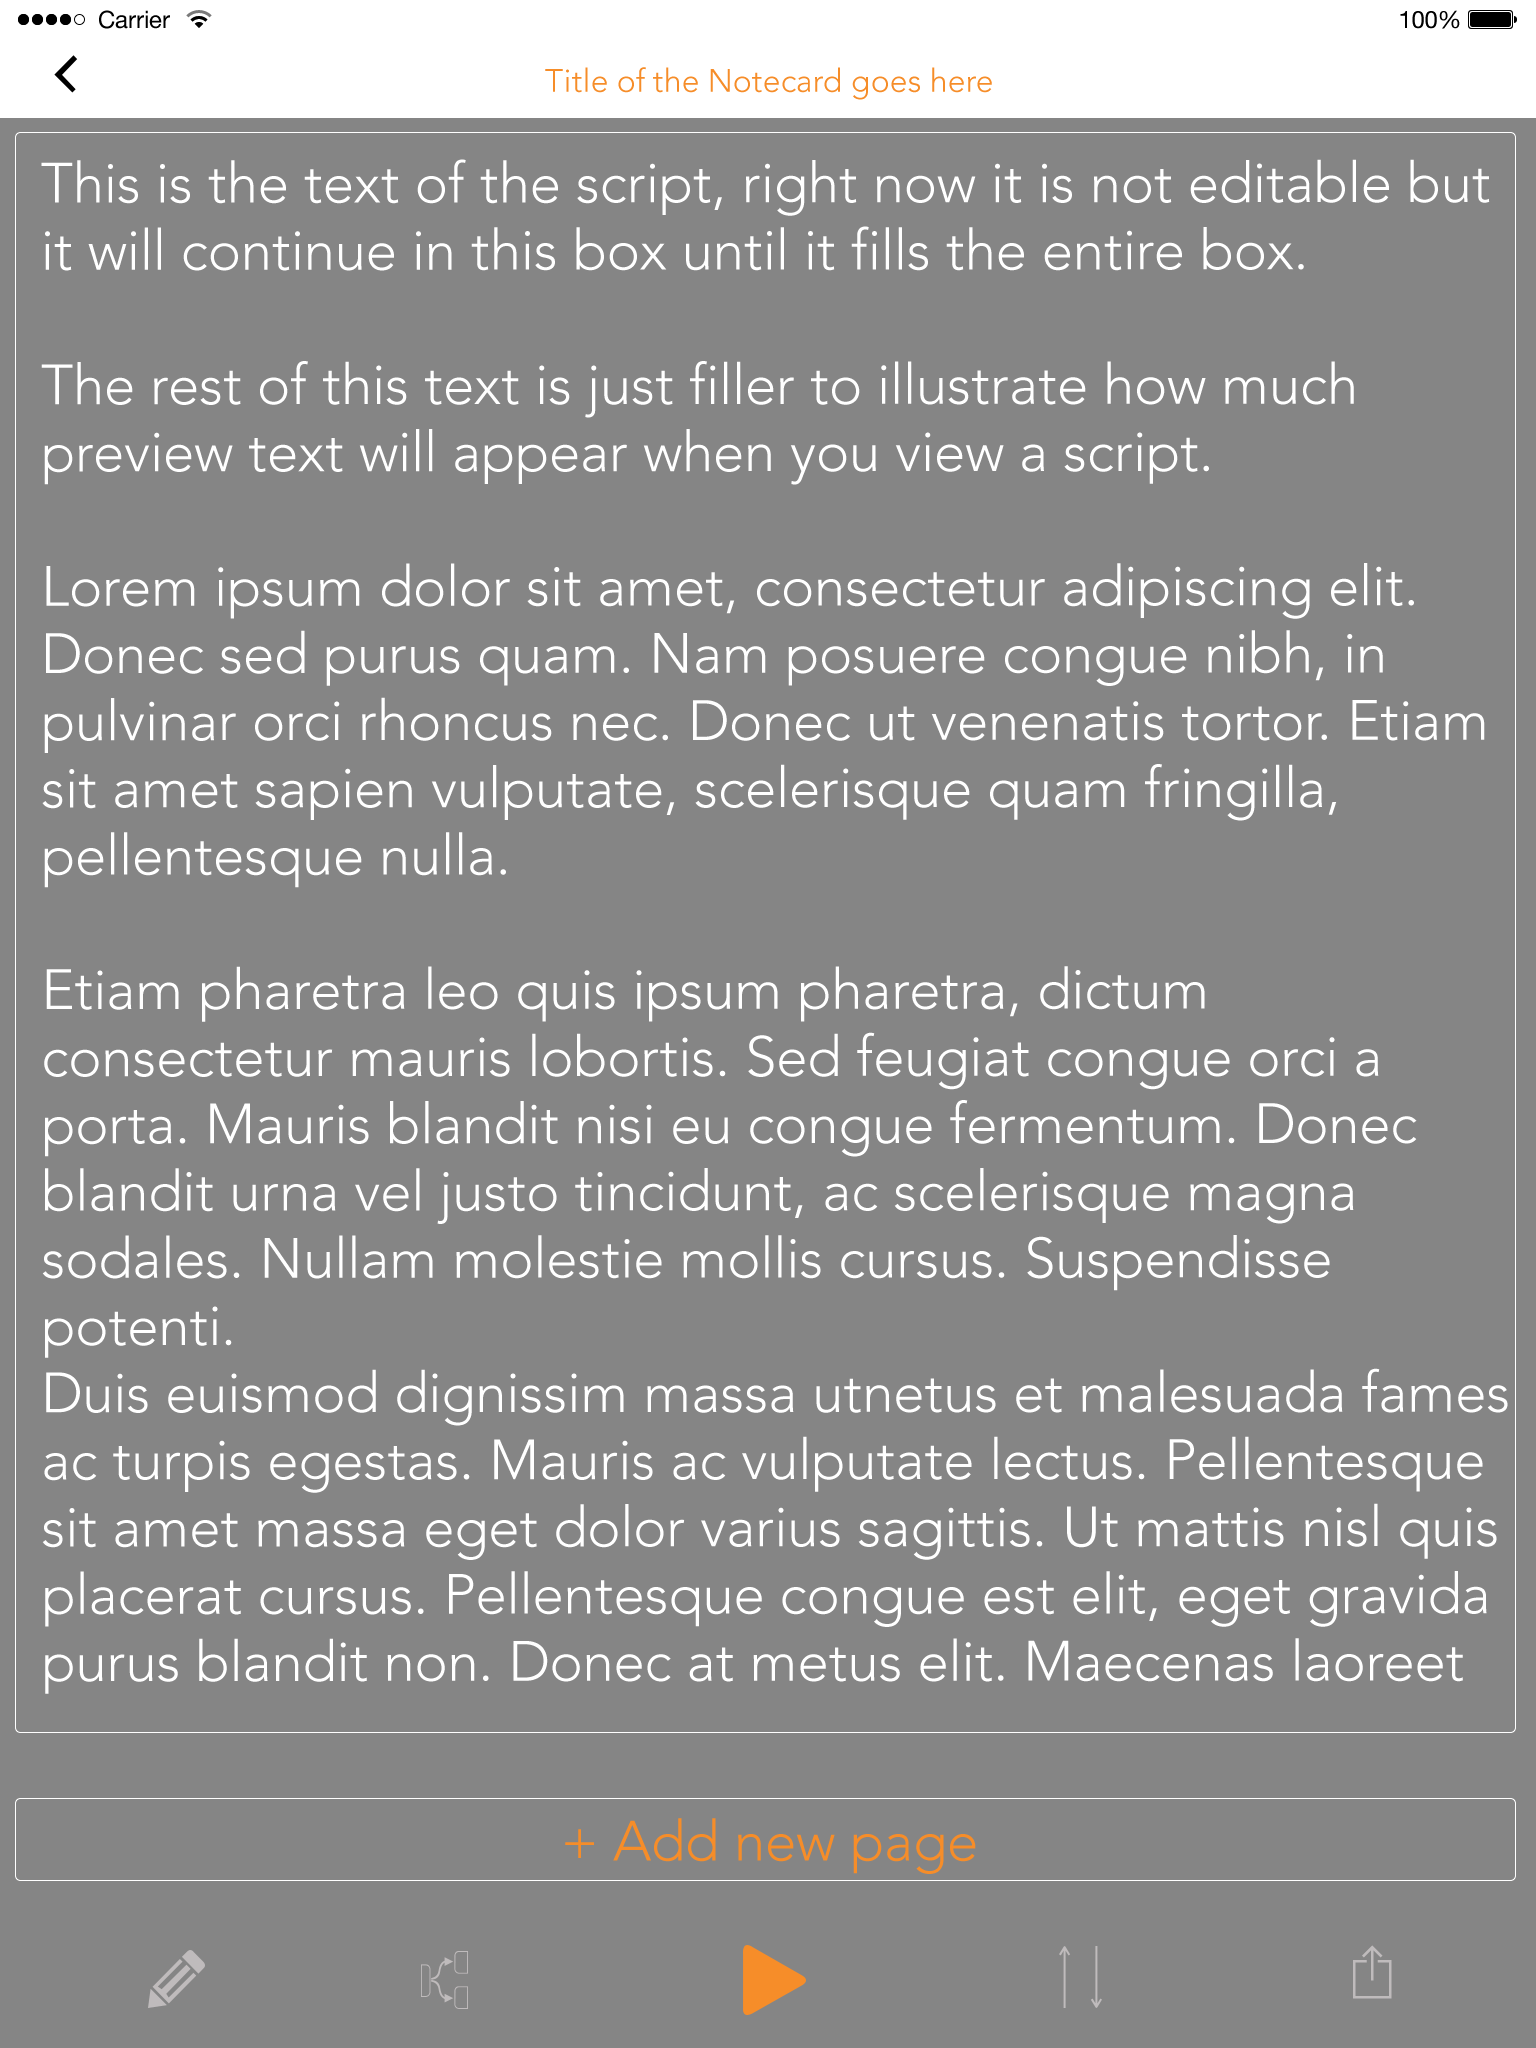 Carrier
100%
Title of the Notecard goes here
This is the text of the script, right now it is not editable but
it will continue in this box until it fills the entire box.
The rest of this text is just filler to illustrate how much
preview text will appear when you view a script.
Lorem ipsum dolor sit amet, consectetur adipiscing elit.
Donec sed purus quam. Nam posuere congue nibh, in
pulvinar orci rhoncus nec. Donec ut venenatis tortor. Etiam
sit amet sapien vulputate, scelerisque quam fringilla,
pellentesque nulla.
Etiam pharetra leo quis ipsum pharetra, dictum
consectetur mauris lobortis. Sed feugiat congue orci a
porta. Mauris blandit nisi eu congue fermentum. Donec
blandit urna vel justo tincidunt, ac scelerisque magna
sodales. Nullam molestie mollis cursus. Suspendisse
potenti.
Duis euismod dignissim massa utnetus et malesuada fames
ac turpis egestas. Mauris ac vulputate lectus. Pellentesque
sit amet massa eget dolor varius sagittis. Ut mattis nisl quis
placerat cursus. Pellentesque congue est elit, eget gravida
purus blandit non. Donec at metus elit. Maecenas laoreet
+ Add new page